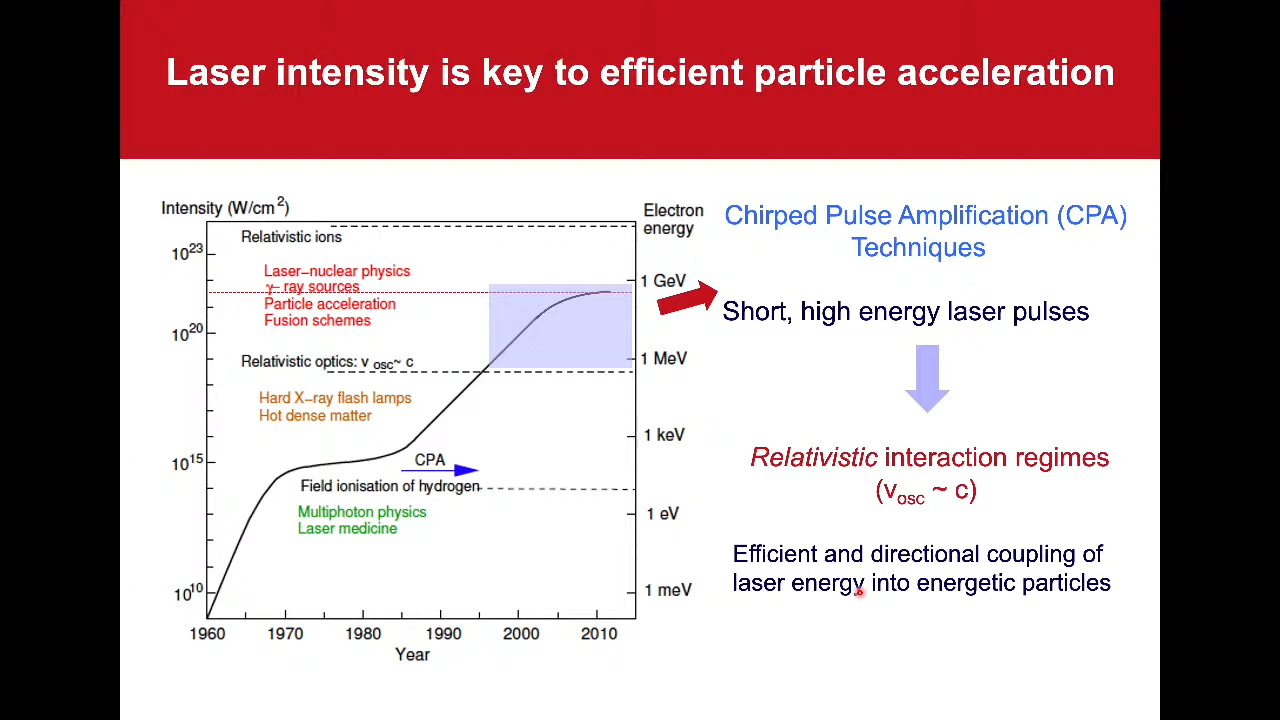 Laser intensity is key to efficient particle acceleration
Intensity (W/cm²)
10²³
10²⁰
10¹⁵
10¹⁰
Relativistic ions
Laser−nuclear physics
γ−ray sources
Particle acceleration
Fusion schemes
Relativistic optics: v osc~ c
Hard X−ray flash lamps
Hot dense matter
CPA
Field ionisation of hydrogen
Multiphoton physics
Laser medicine
Electron
energy
1 GeV
1 MeV
1 keV
1 eV
1 meV
1960 1970 1980 1990 2000 2010
Year
Chirped Pulse Amplification (CPA)
Techniques
Short, high energy laser pulses
Relativistic interaction regimes
(vosc ~ c)
Efficient and directional coupling of
laser energy into energetic particles